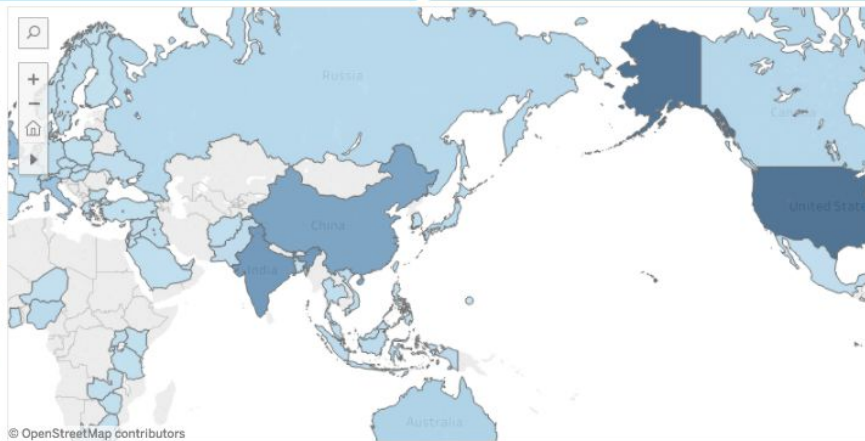 Russia
Canada
United State
China
India
Australia
© OpenStreetMap contributors